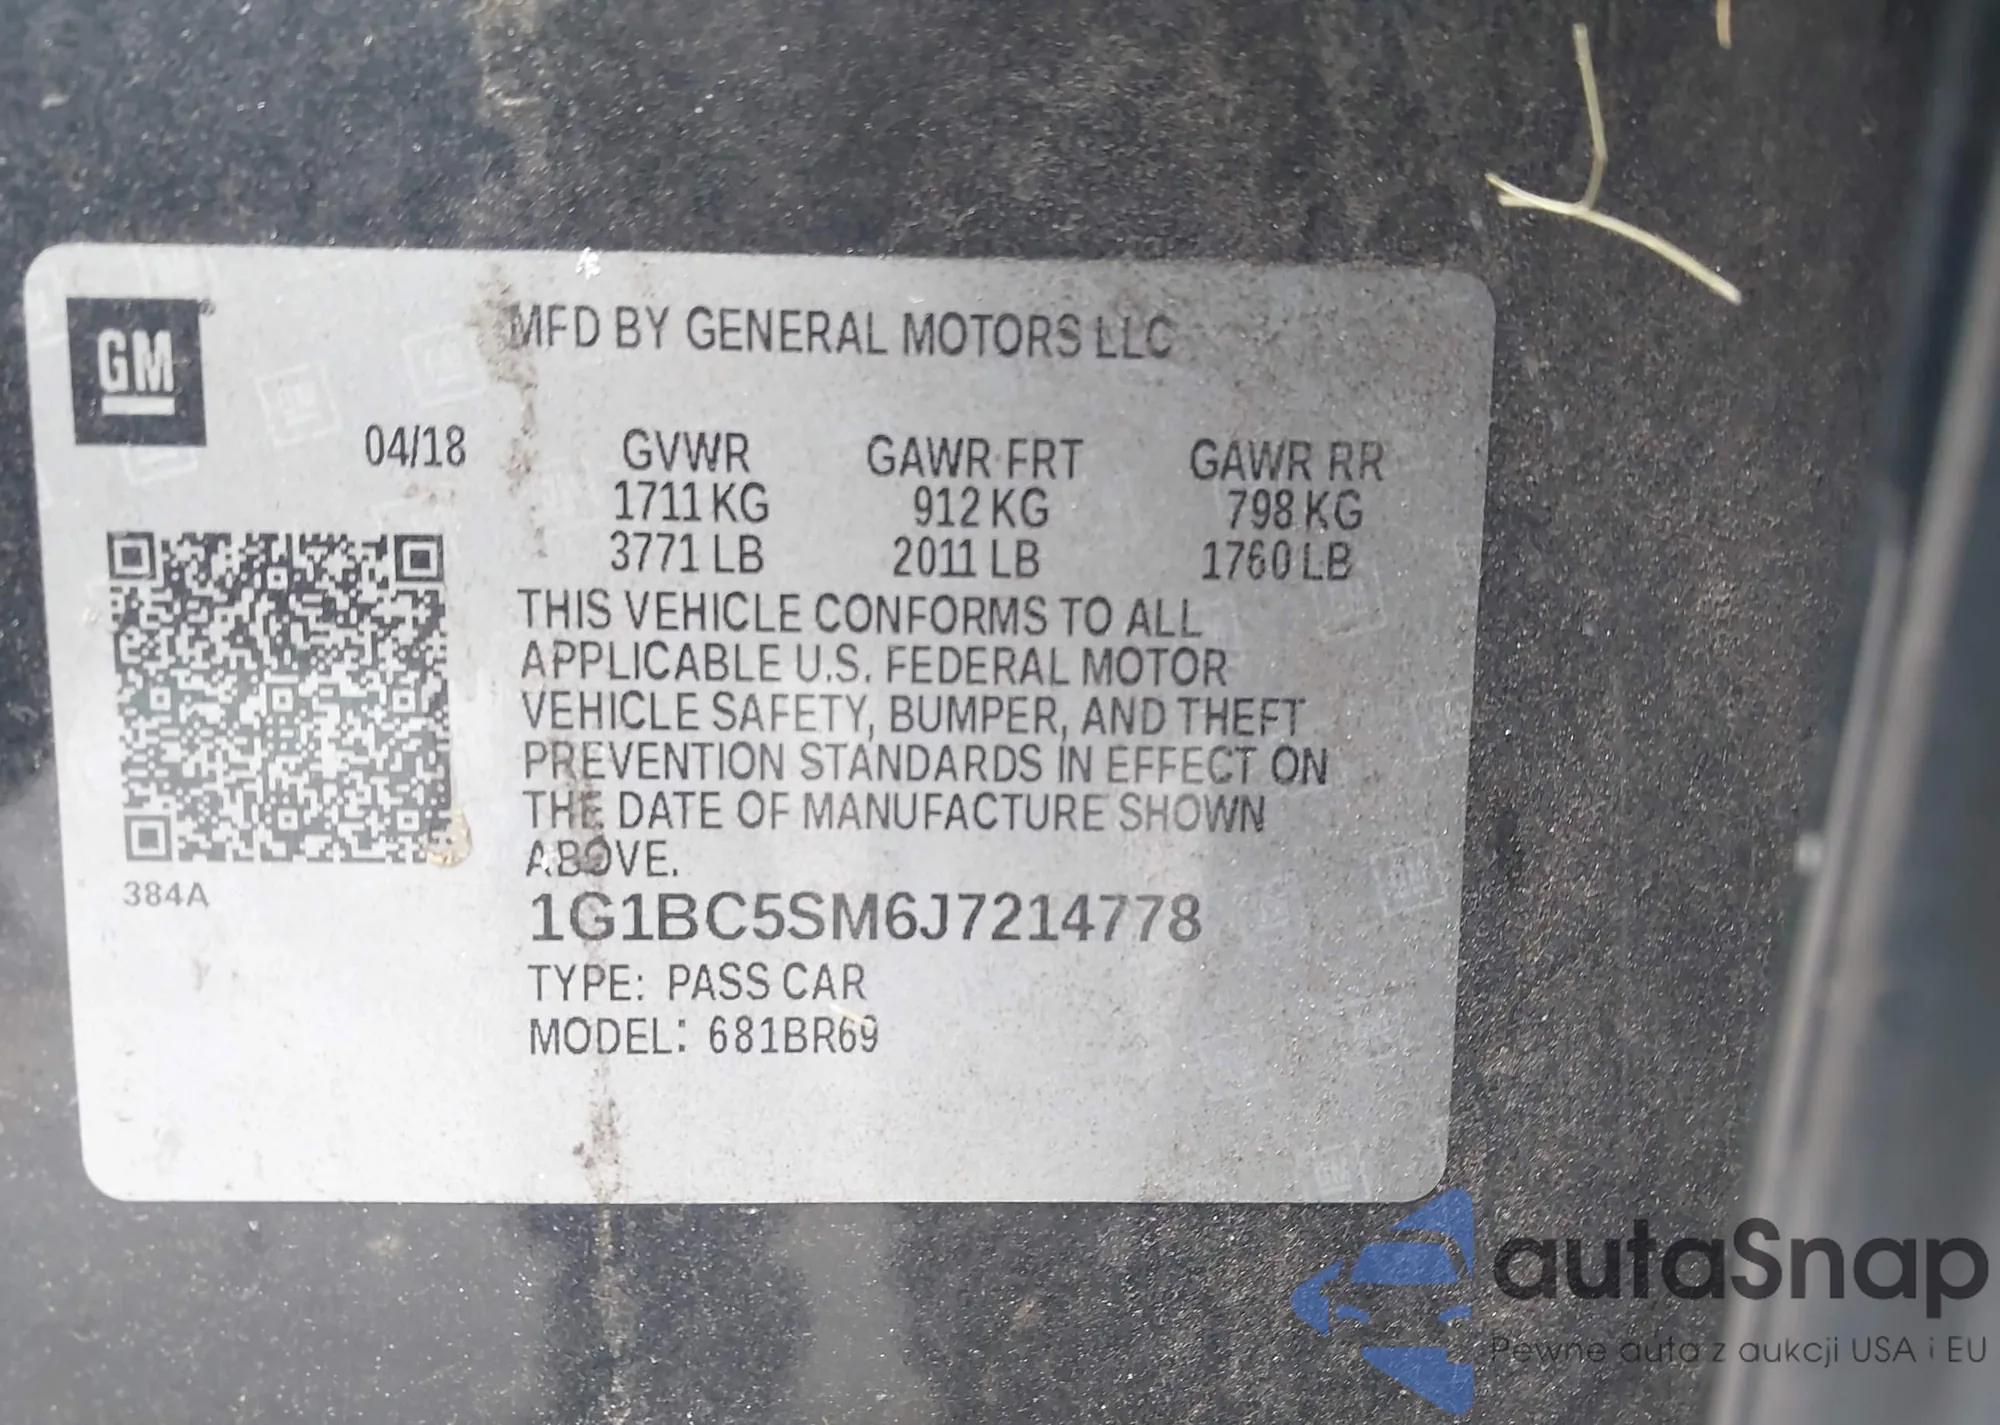 GM
MFD BY GENERAL MOTORS LLC
04/18 GVWR GAWR FRT GAWR RR
1711 KG 912 KG 798 KG
3771 LB 2011 LB 1760 LB
THIS VEHICLE CONFORMS TO ALL
APPLICABLE U.S. FEDERAL MOTOR
VEHICLE SAFETY, BUMPER, AND THEFT
PREVENTION STANDARDS IN EFFECT ON
THE DATE OF MANUFACTURE SHOWN
ABOVE.
384A
1G1BC5SM6J7214778
TYPE: PASS CAR
MODEL: 681BR69
autaSnap
Pewne auta z aukcji USA i EU